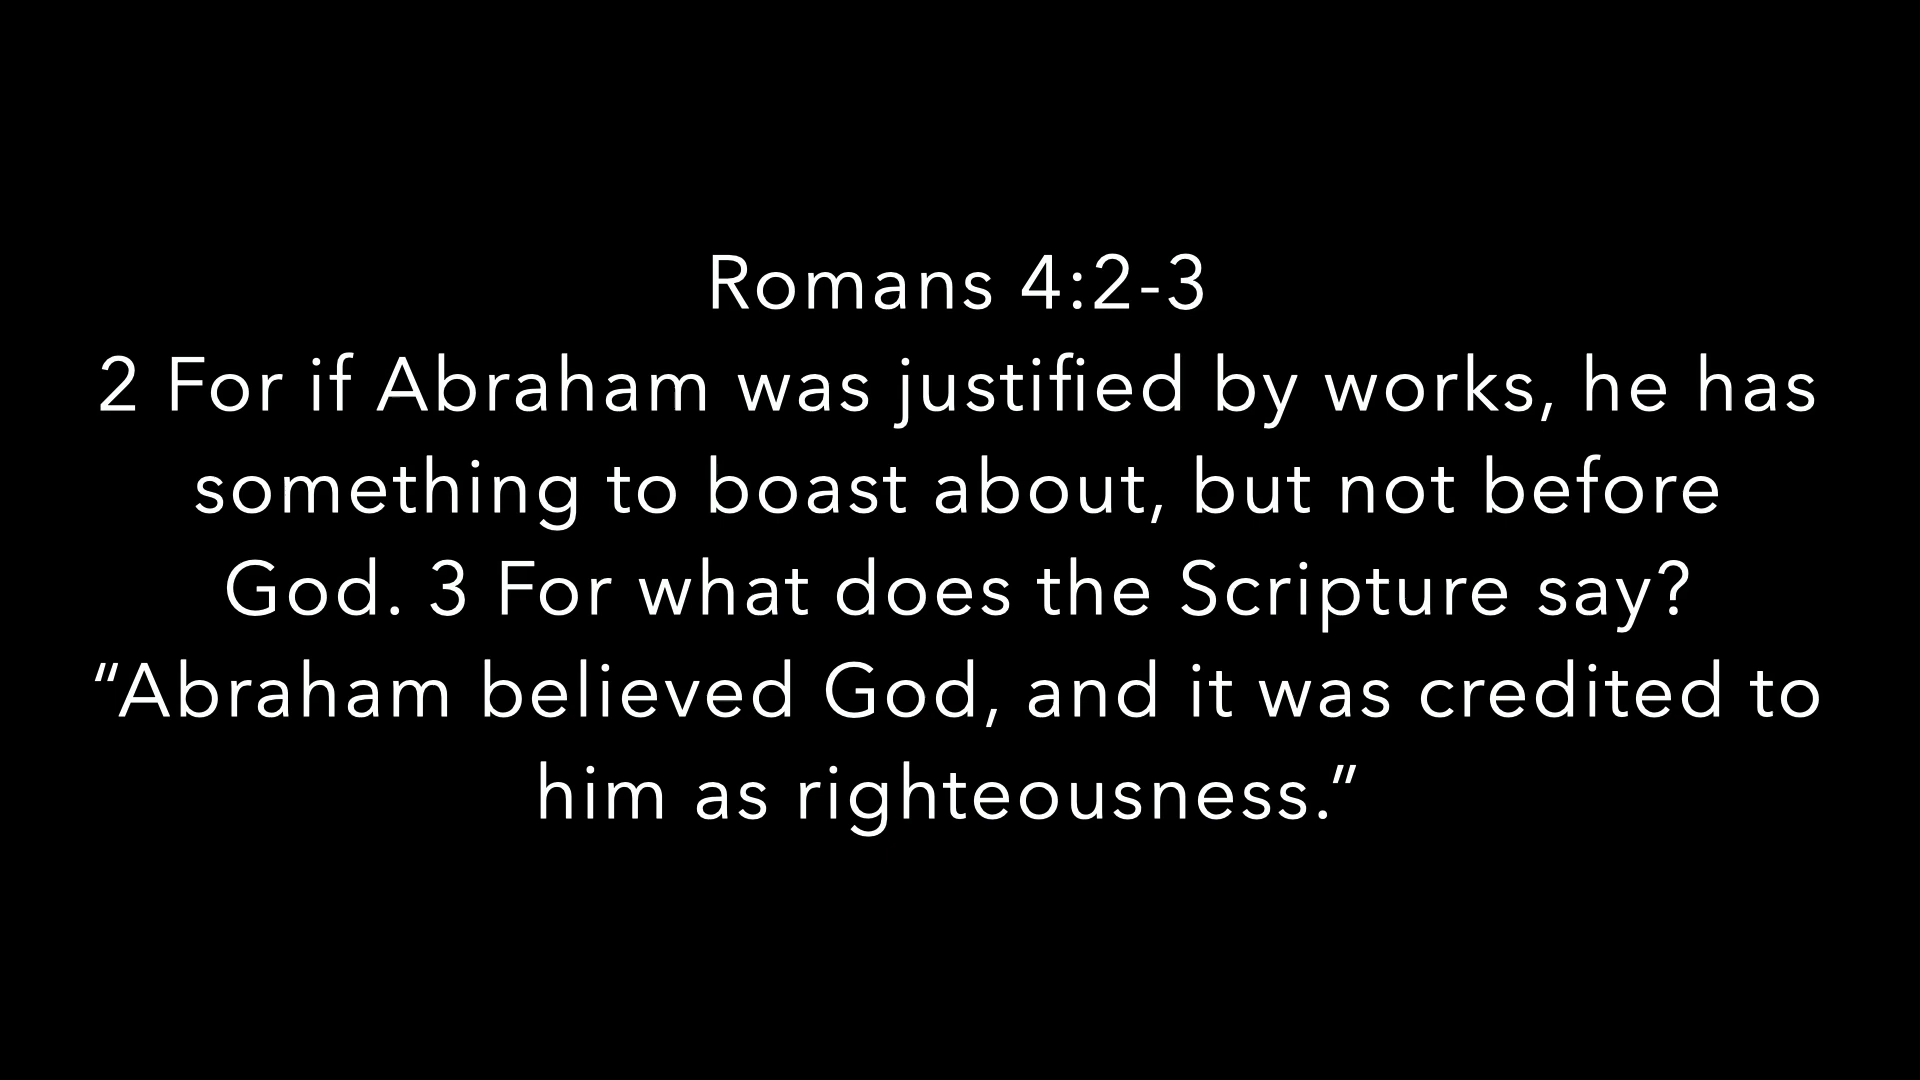 Romans 4:2-3
2 For if Abraham was justified by works, he has
something to boast about, but not before
God. 3 For what does the Scripture say?
“Abraham believed God, and it was credited to
him as righteousness.”